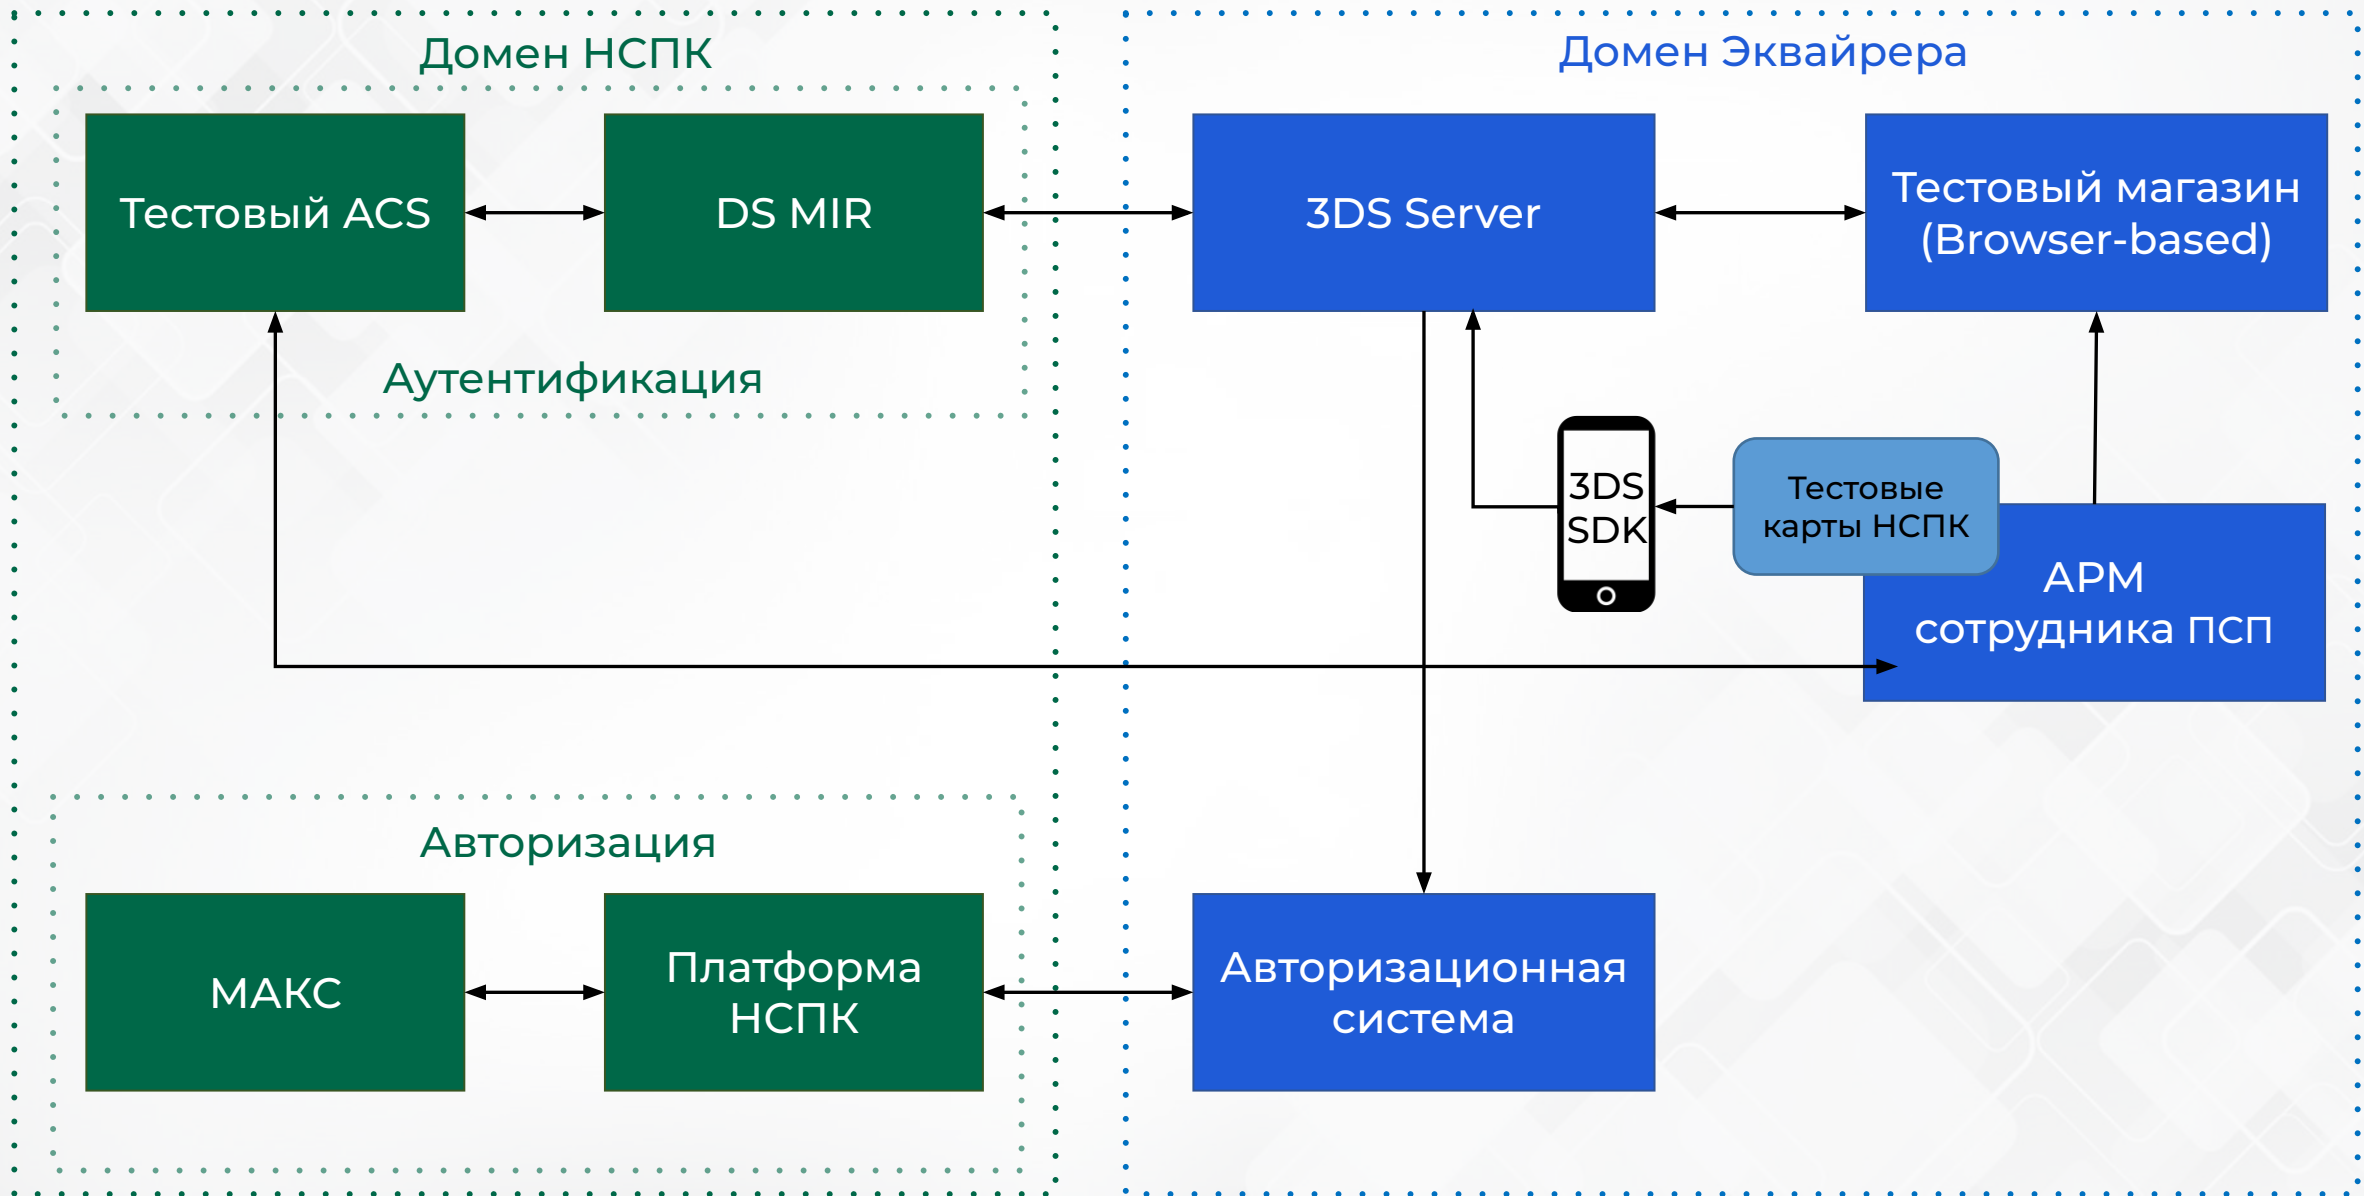 Домен НСПК
Домен Эквайрера
Тестовый ACS
DS MIR
3DS Server
Тестовый магазин
(Browser-based)
Аутентификация
3DS
SDK
Тестовые
карты НСПК
АРМ
сотрудника ПСП
Авторизация
МАКС
Платформа
НСПК
Авторизационная
система